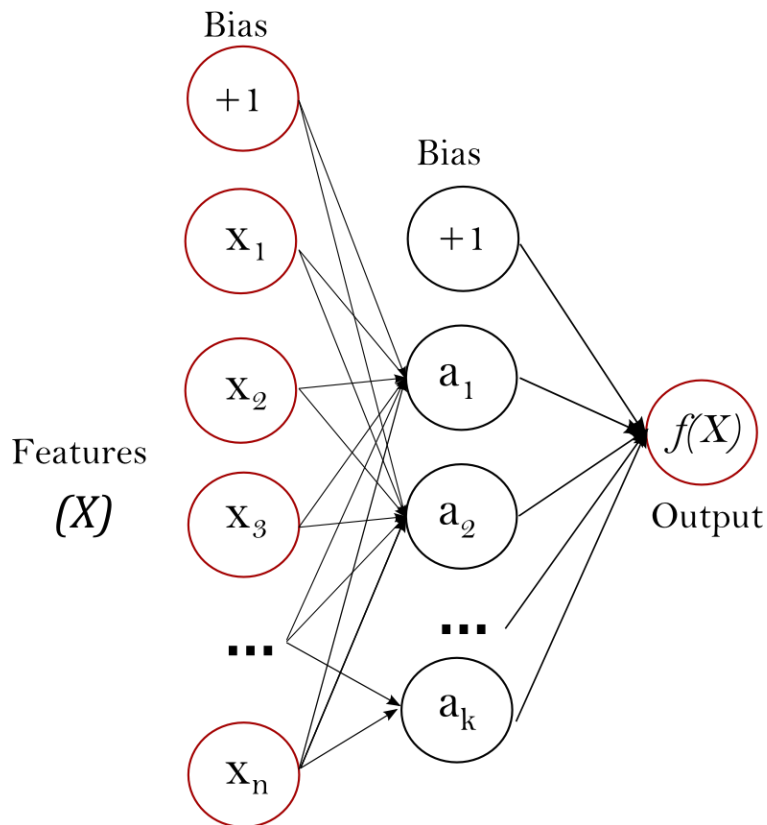 Bias
+1
x₁
x₂
x₃
...
xₙ
Features
(X)
Bias
+1
a₁
a₂
...
aₖ
f(X)
Output